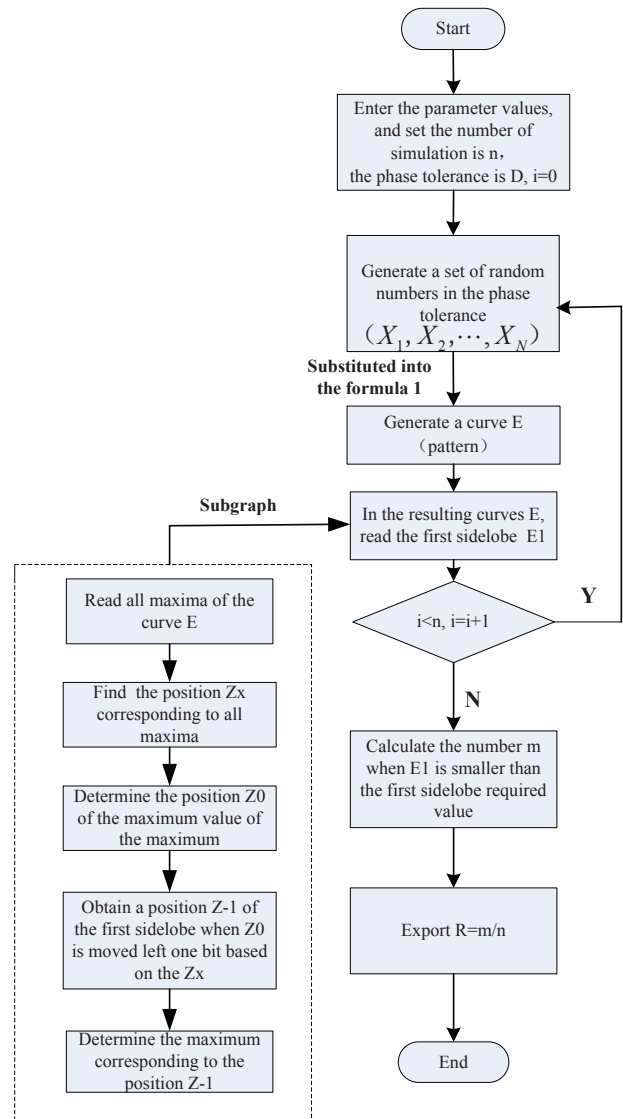 Start
Enter the parameter values,
and set the number of
simulation is n，
the phase tolerance is D, i=0
Generate a set of random
numbers in the phase
tolerance
（X₁, X₂,⋯, X_N）
Substituted into
the formula 1
Generate a curve E
（pattern）
Subgraph
In the resulting curves E,
read the first sidelobe E1
i<n, i=i+1
Y
N
Calculate the number m
when E1 is smaller than
the first sidelobe required
value
Export R=m/n
End
Read all maxima of the
curve E
Find the position Zx
corresponding to all
maxima
Determine the position Z0
of the maximum value of
the maximum
Obtain a position Z-1 of
the first sidelobe when Z0
is moved left one bit based
on the Zx
Determine the maximum
corresponding to the
position Z-1